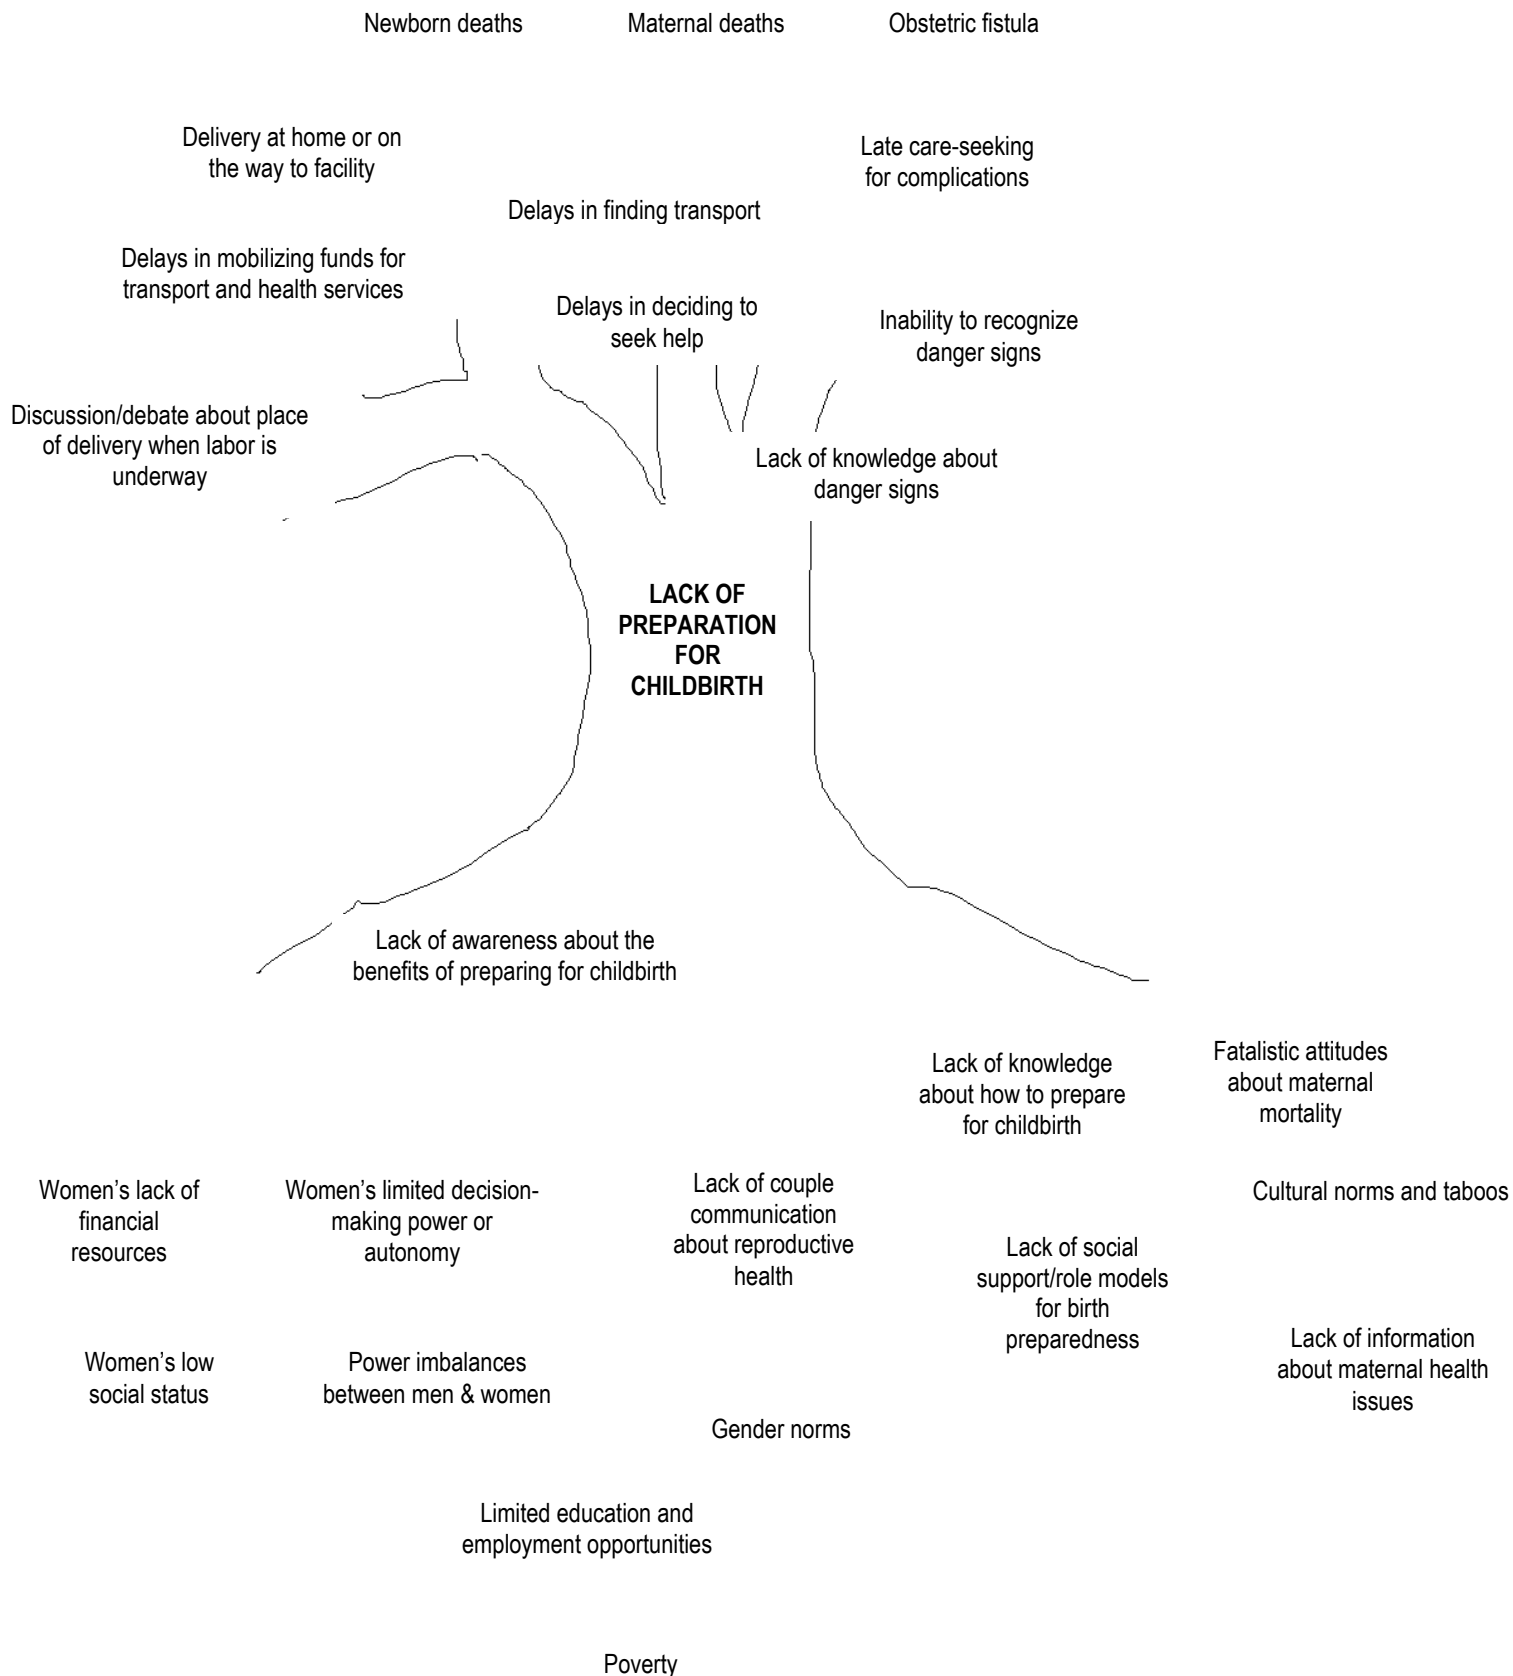 Newborn deaths
Maternal deaths
Obstetric fistula
Delivery at home or on
the way to facility
Late care-seeking
for complications
Delays in finding transport
Delays in mobilizing funds for
transport and health services
Delays in deciding to
seek help
Inability to recognize
danger signs
Discussion/debate about place
of delivery when labor is
underway
Lack of knowledge about
danger signs
LACK OF
PREPARATION
FOR
CHILDBIRTH
Lack of awareness about the
benefits of preparing for childbirth
Lack of knowledge
about how to prepare
for childbirth
Fatalistic attitudes
about maternal
mortality
Women’s lack of
financial
resources
Women’s limited decision-
making power or
autonomy
Lack of couple
communication
about reproductive
health
Cultural norms and taboos
Lack of social
support/role models
for birth
preparedness
Lack of information
about maternal health
issues
Women’s low
social status
Power imbalances
between men & women
Gender norms
Limited education and
employment opportunities
Poverty